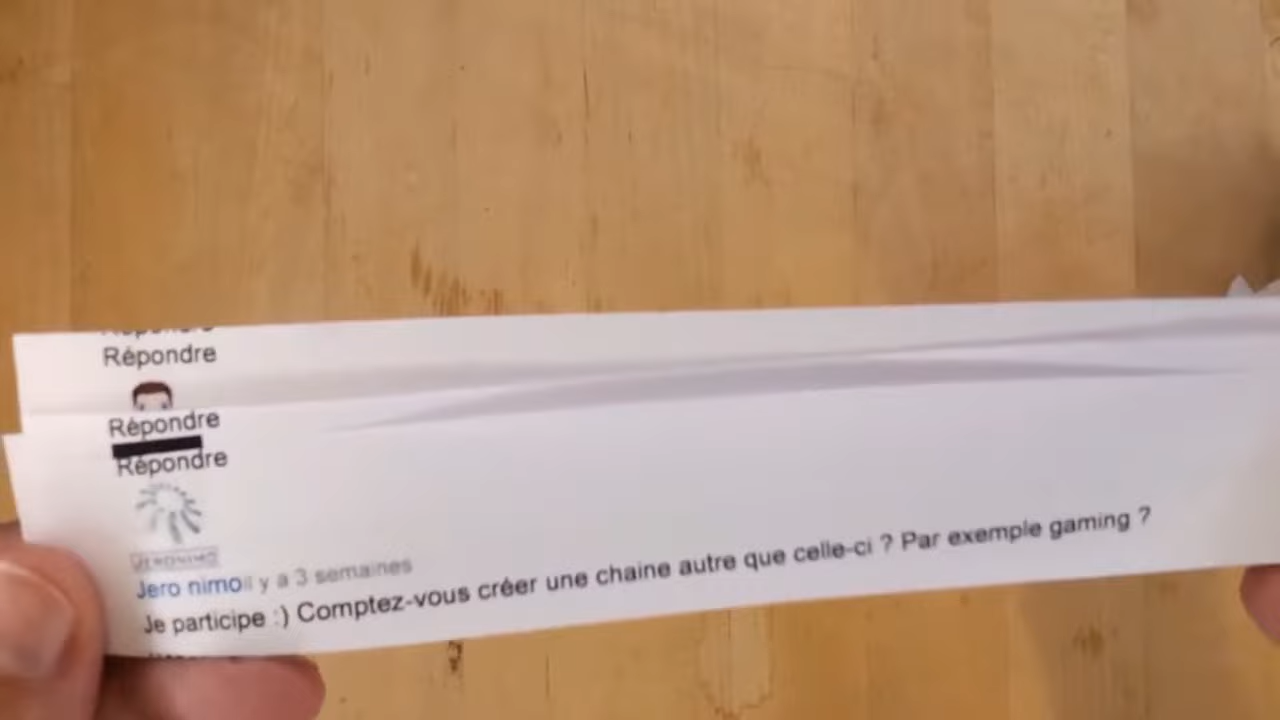 Répondre
Répondre
Répondre
JERONIMO
Jero nimo il y a 3 semaines
Je participe :) Comptez-vous créer une chaine autre que celle-ci ? Par exemple gaming ?